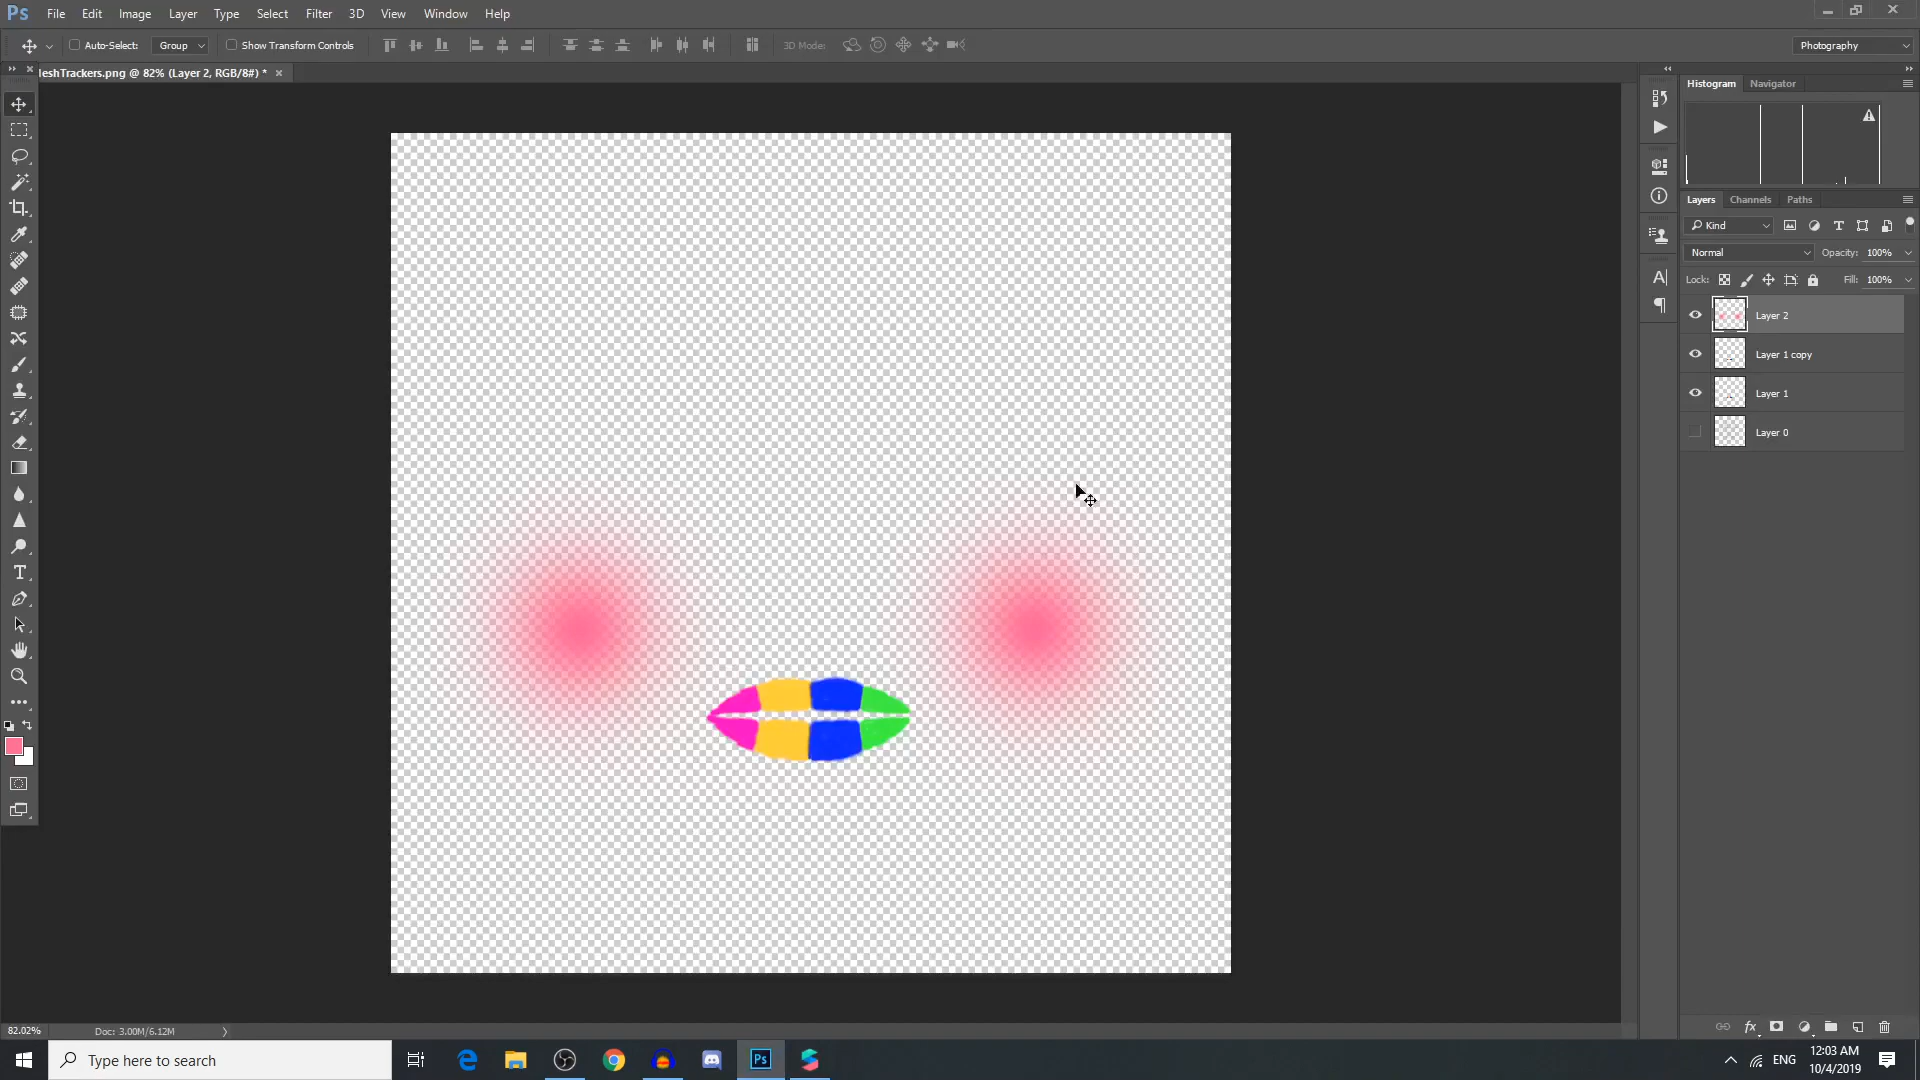 Ps File Edit Image Layer Type Select Filter 3D View Window Help
Auto-Select: Group Show Transform Controls 3D Mode: Photography
MeshTrackers.png @ 82% (Layer 2, RGB/8#) *
Histogram Navigator
Layers Channels Paths
Kind
Normal Opacity: 100%
Lock: Fill: 100%
Layer 2
Layer 1 copy
Layer 1
Layer 0
82.02% Doc: 3.00M/6.12M
Type here to search
Ps
ENG
12:03 AM
10/4/2019